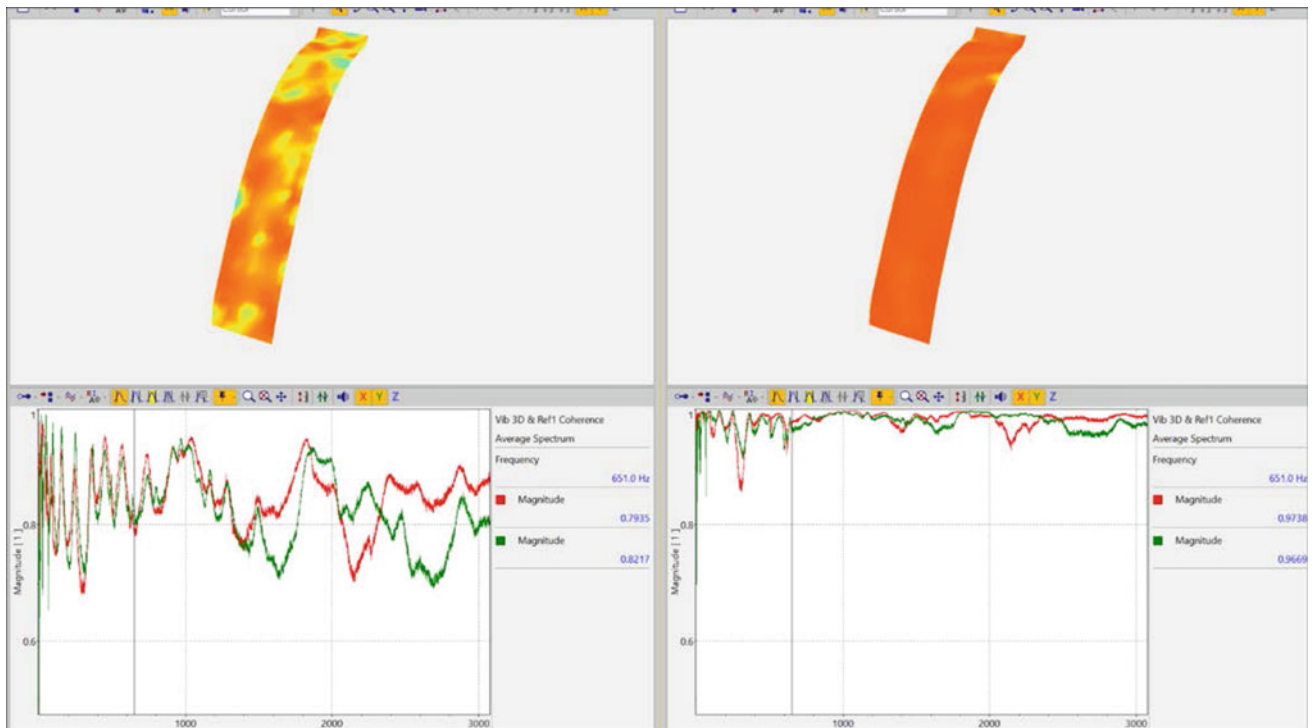 Vib 3D & Ref1 Coherence
Average Spectrum
Frequency
651.0 Hz
Magnitude
0.7935
Magnitude
0.8217
Magnitude [ 1 ]
1
0.8
0.6
1000
2000
3000
X Y Z
Vib 3D & Ref1 Coherence
Average Spectrum
Frequency
651.0 Hz
Magnitude
0.9738
Magnitude
0.9669
Magnitude [ 1 ]
1
0.8
0.6
1000
2000
3000
X Y Z